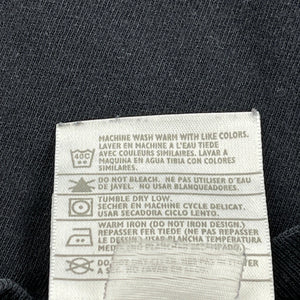 MACHINE WASH WARM WITH LIKE COLORS.
LAVER EN MACHINE A L'EAU TIEDE
AVEC COULEURS SIMILAIRES. LAVAR A
MAQUINA EN AGUA TIBIA CON COLORES
SIMILARES.
40C
DO NOT BLEACH. NE PAS UTILISER D'EAU
DE JAVEL. NO USAR BLANQUEADORES.
TUMBLE DRY LOW.
SECHER EN MACHINE CYCLE DELICAT.
USAR SECADORA CICLO LENTO.
WARM IRON (DO NOT IRON DESIGN).
REPASSER FER TIEDE (NE PAS REPASSER
LE DESSIN). USAR PLANCHA TEMPERATURA
MED
REPASSAR